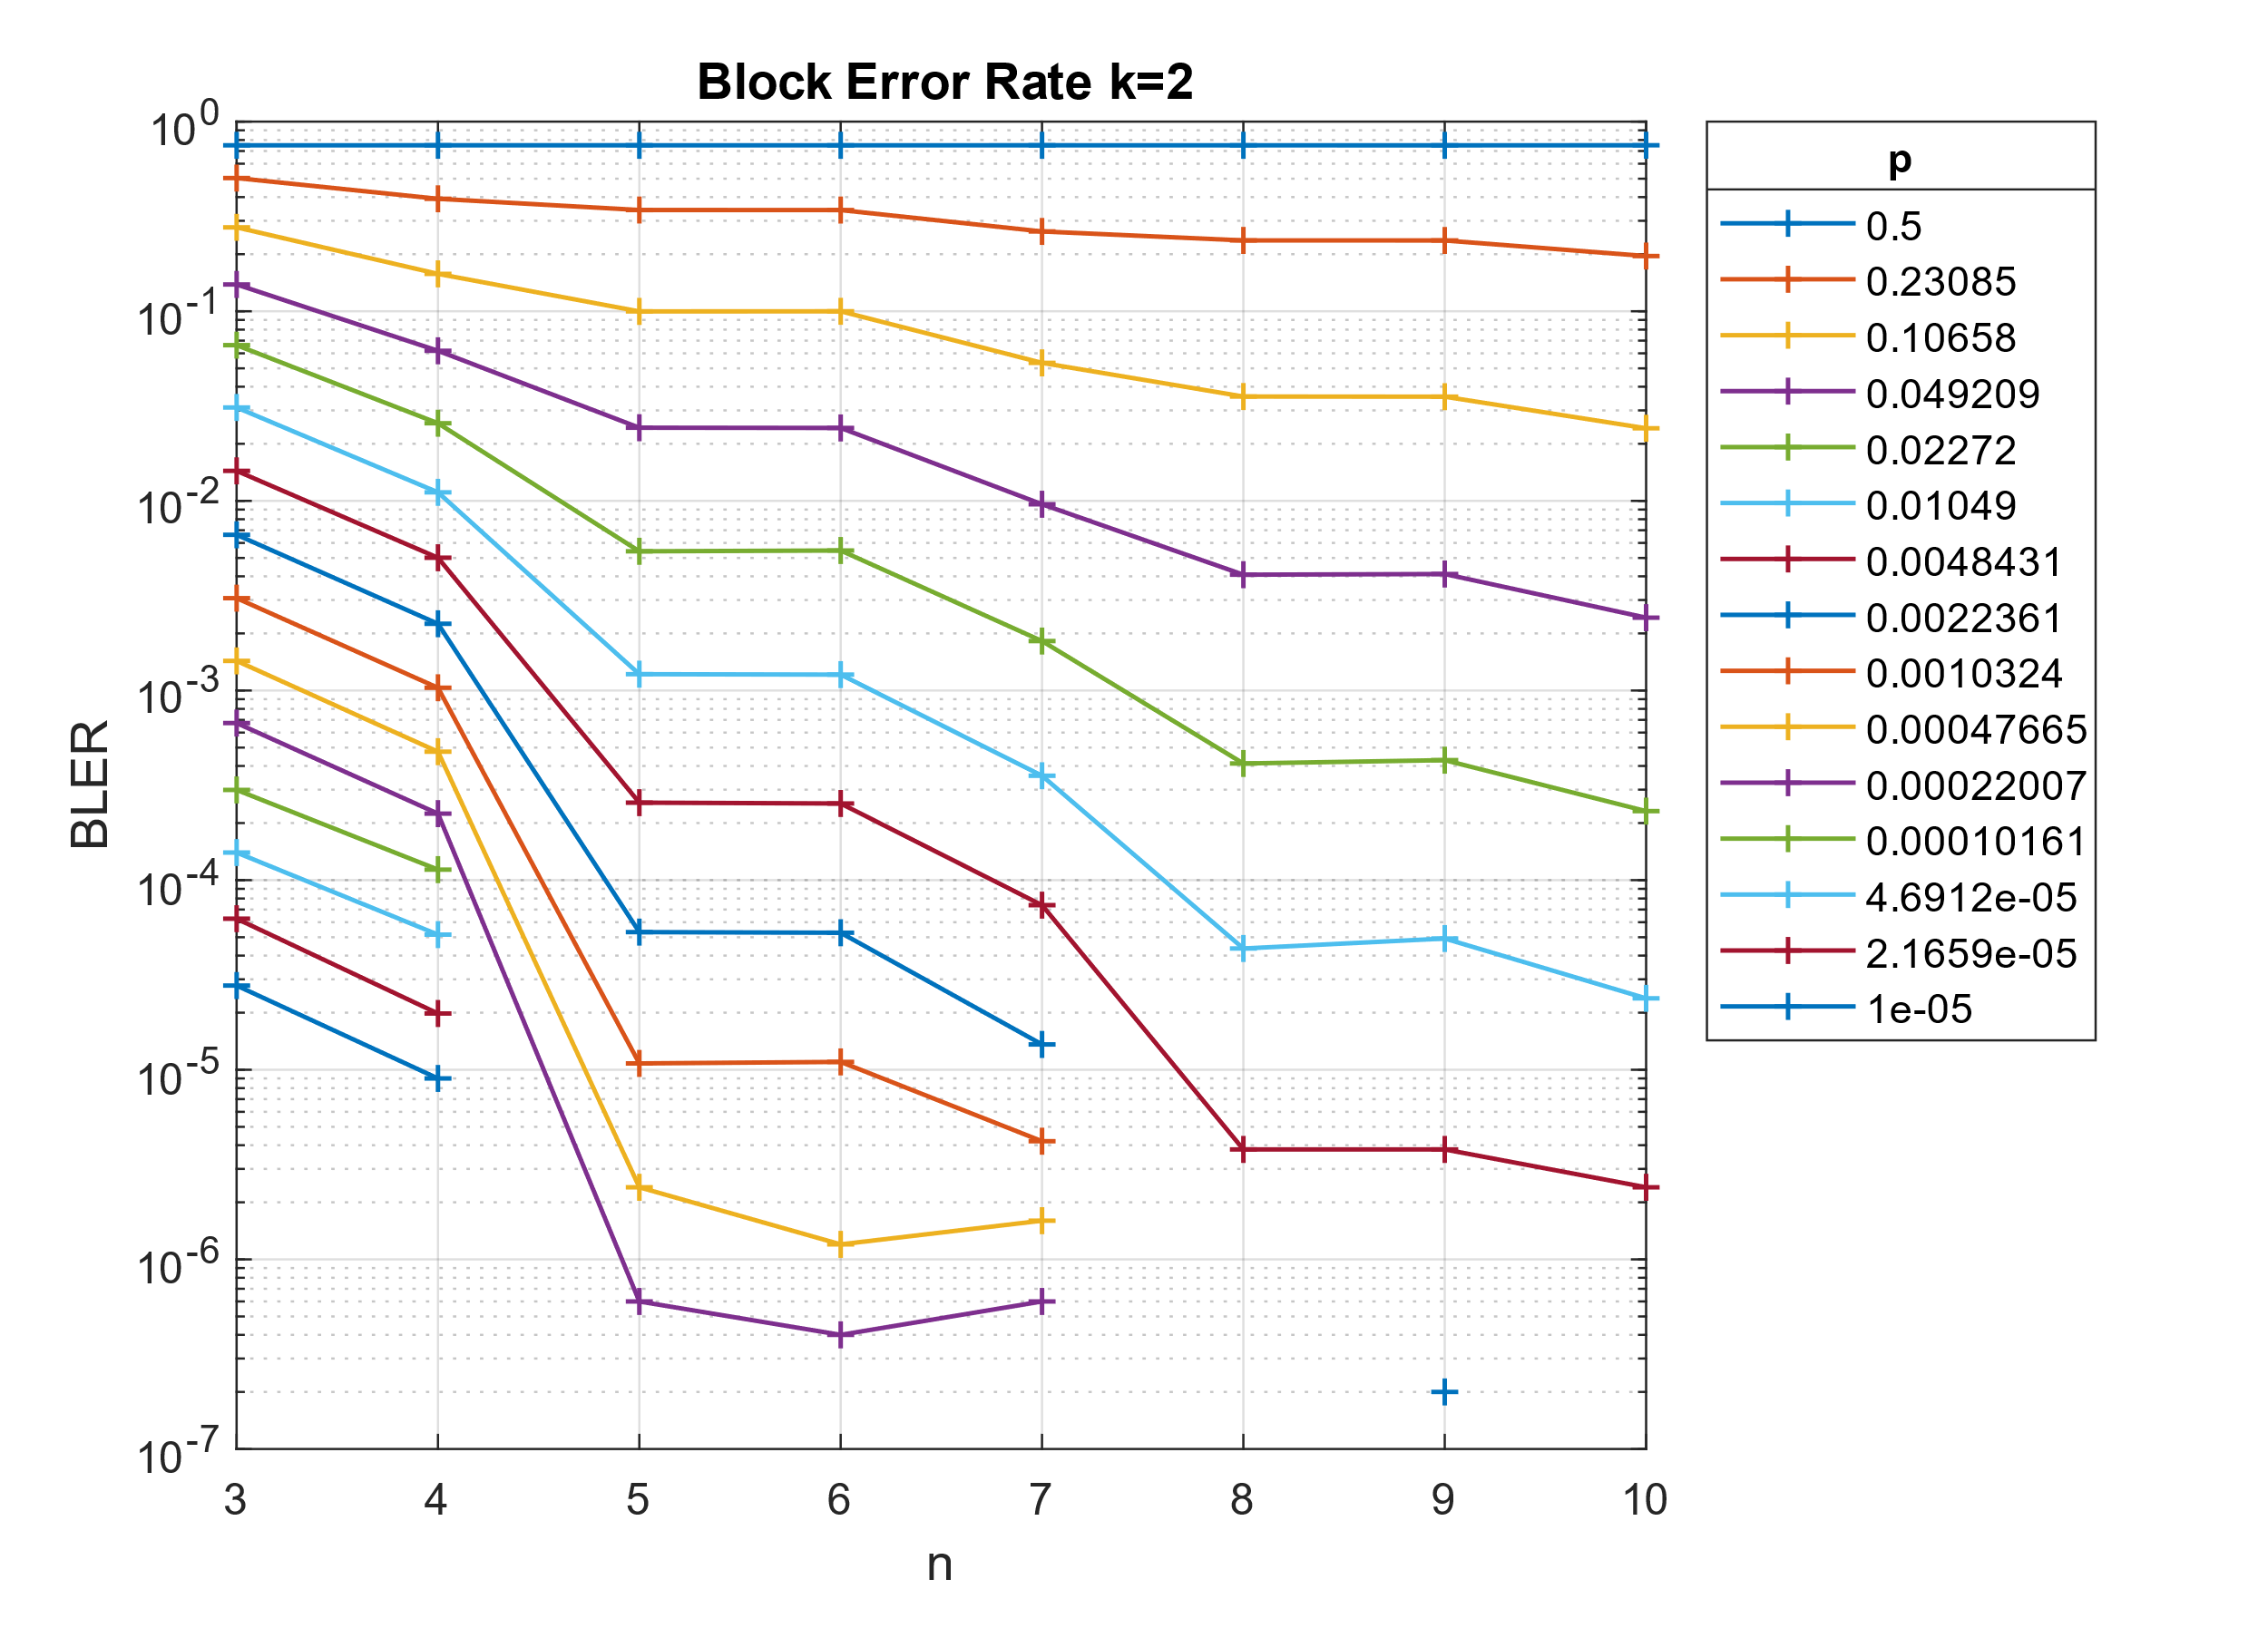 Block Error Rate k=2
10^0
10^-1
10^-2
10^-3
10^-4
10^-5
10^-6
10^-7
BLER
3 4 5 6 7 8 9 10
n
p
0.5
0.23085
0.10658
0.049209
0.02272
0.01049
0.0048431
0.0022361
0.0010324
0.00047665
0.00022007
0.00010161
4.6912e-05
2.1659e-05
1e-05